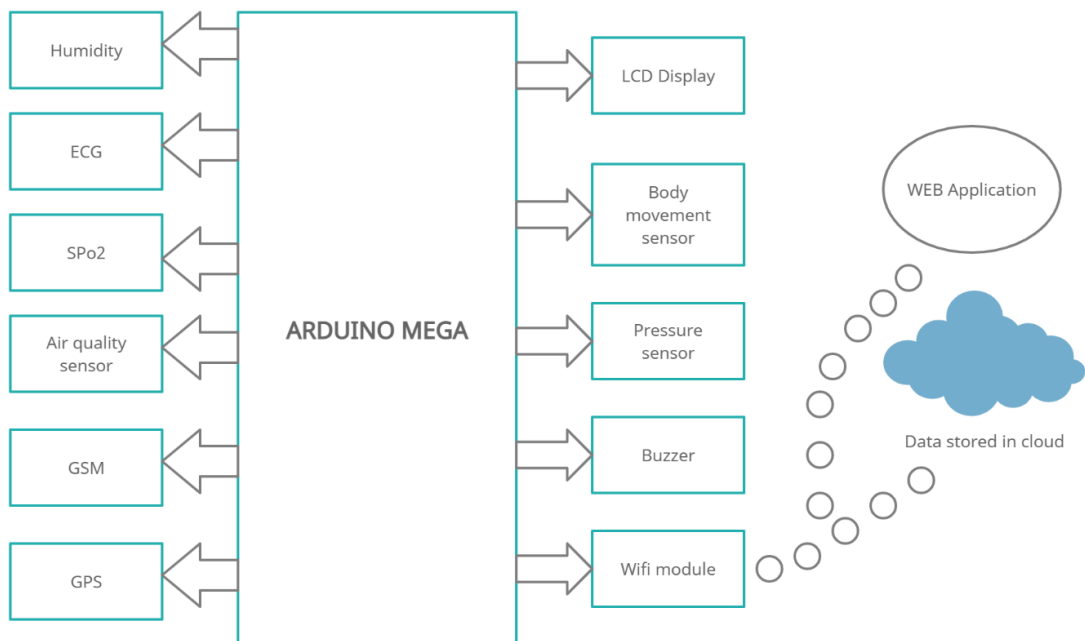 Humidity
ECG
SPo2
Air quality
sensor
GSM
GPS
ARDUINO MEGA
LCD Display
Body
movement
sensor
Pressure
sensor
Buzzer
Wifi module
WEB Application
Data stored in cloud